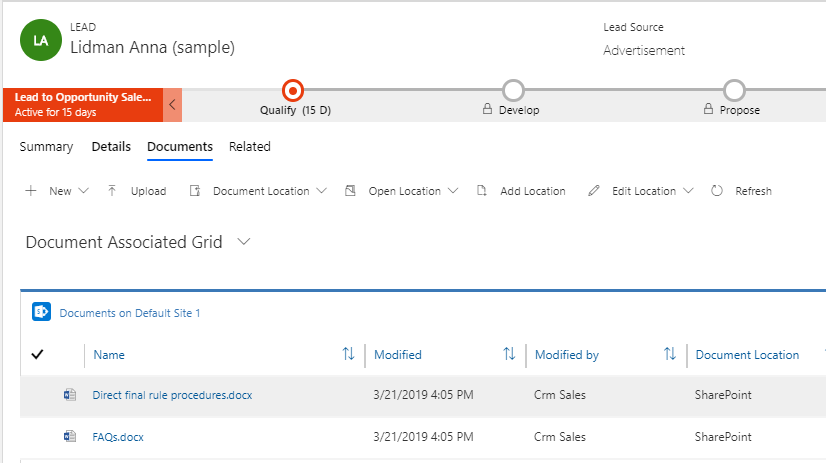 LEAD
LA
Lidman Anna (sample)
Lead Source
Advertisement
Lead to Opportunity Sale...
Active for 15 days
Qualify (15 D)
Develop
Propose
Summary Details Documents Related
New Upload Document Location Open Location Add Location Edit Location Refresh
Document Associated Grid
Documents on Default Site 1
Name Modified Modified by Document Location
Direct final rule procedures.docx 3/21/2019 4:05 PM Crm Sales SharePoint
FAQs.docx 3/21/2019 4:05 PM Crm Sales SharePoint